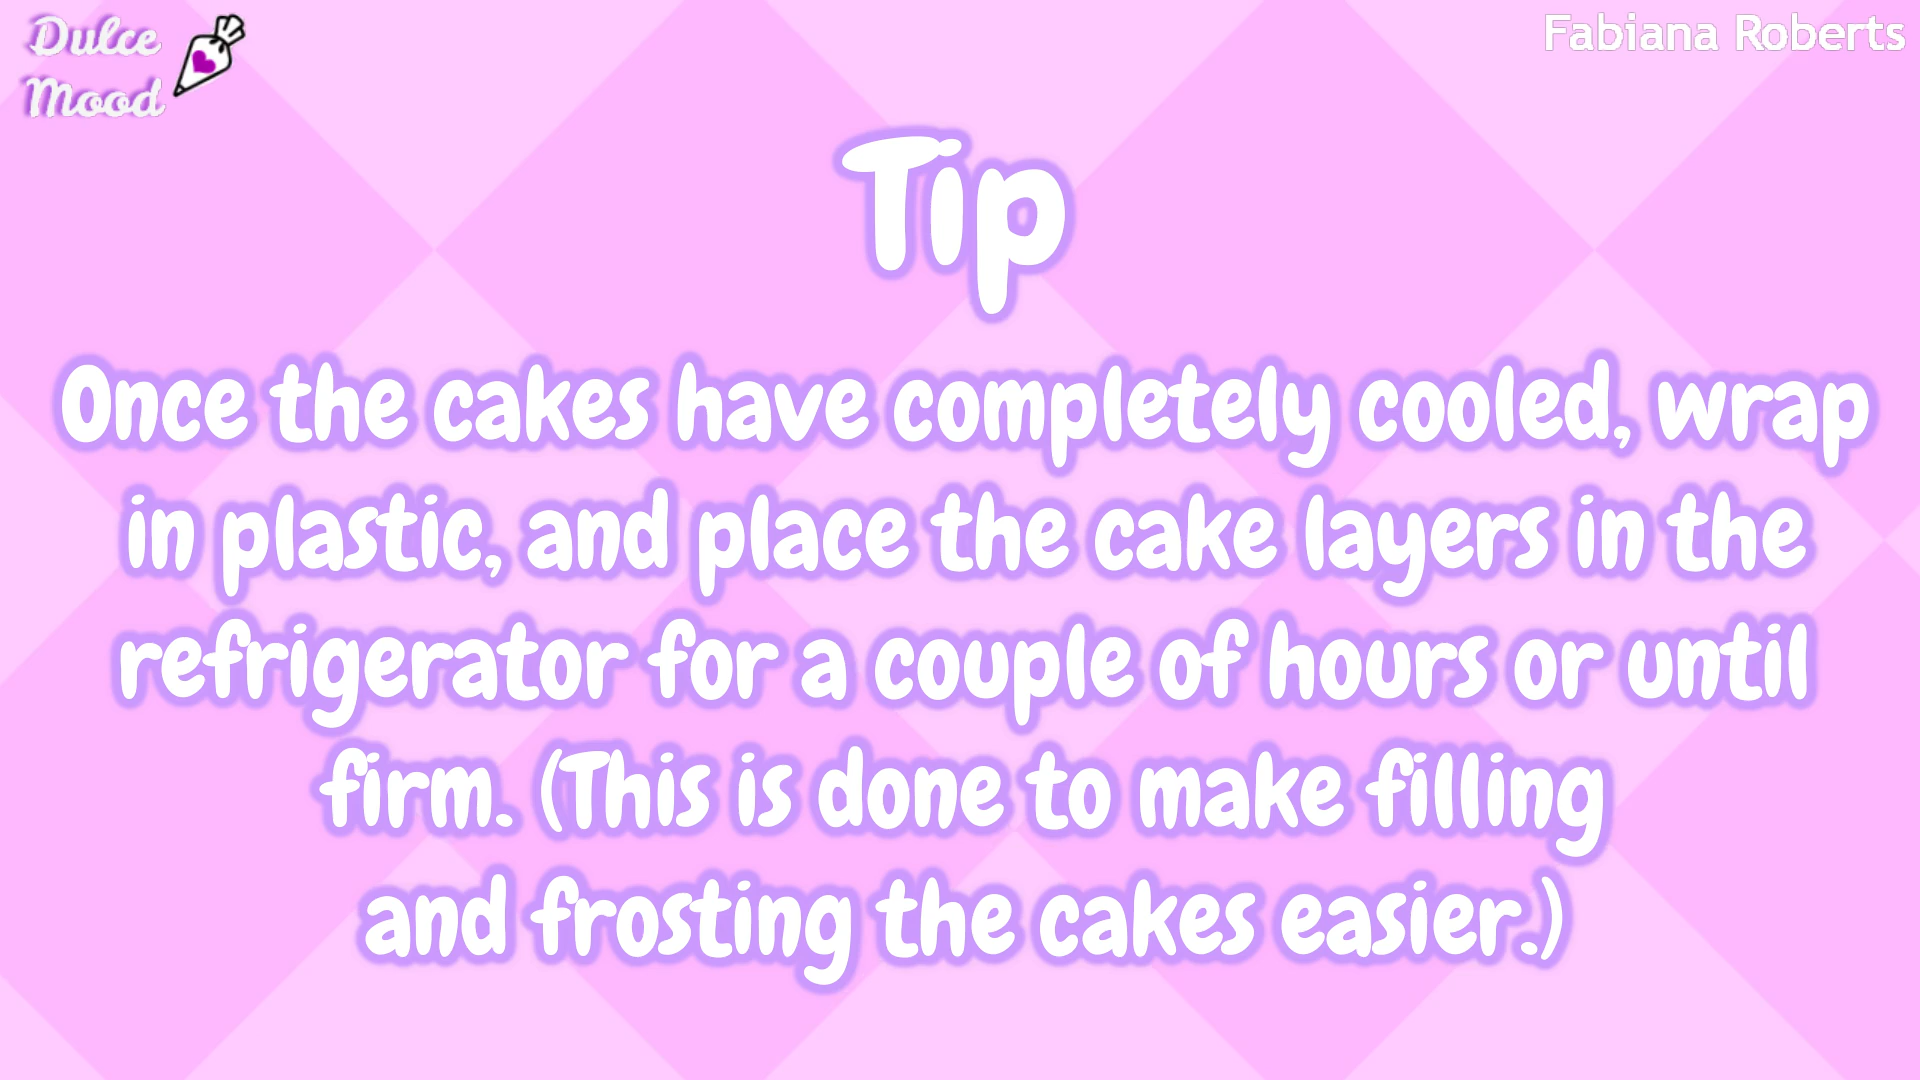 Dulce
Mood
Fabiana Roberts
Tip
Once the cakes have completely cooled, wrap
in plastic, and place the cake layers in the
refrigerator for a couple of hours or until
firm. (This is done to make filling
and frosting the cakes easier.)